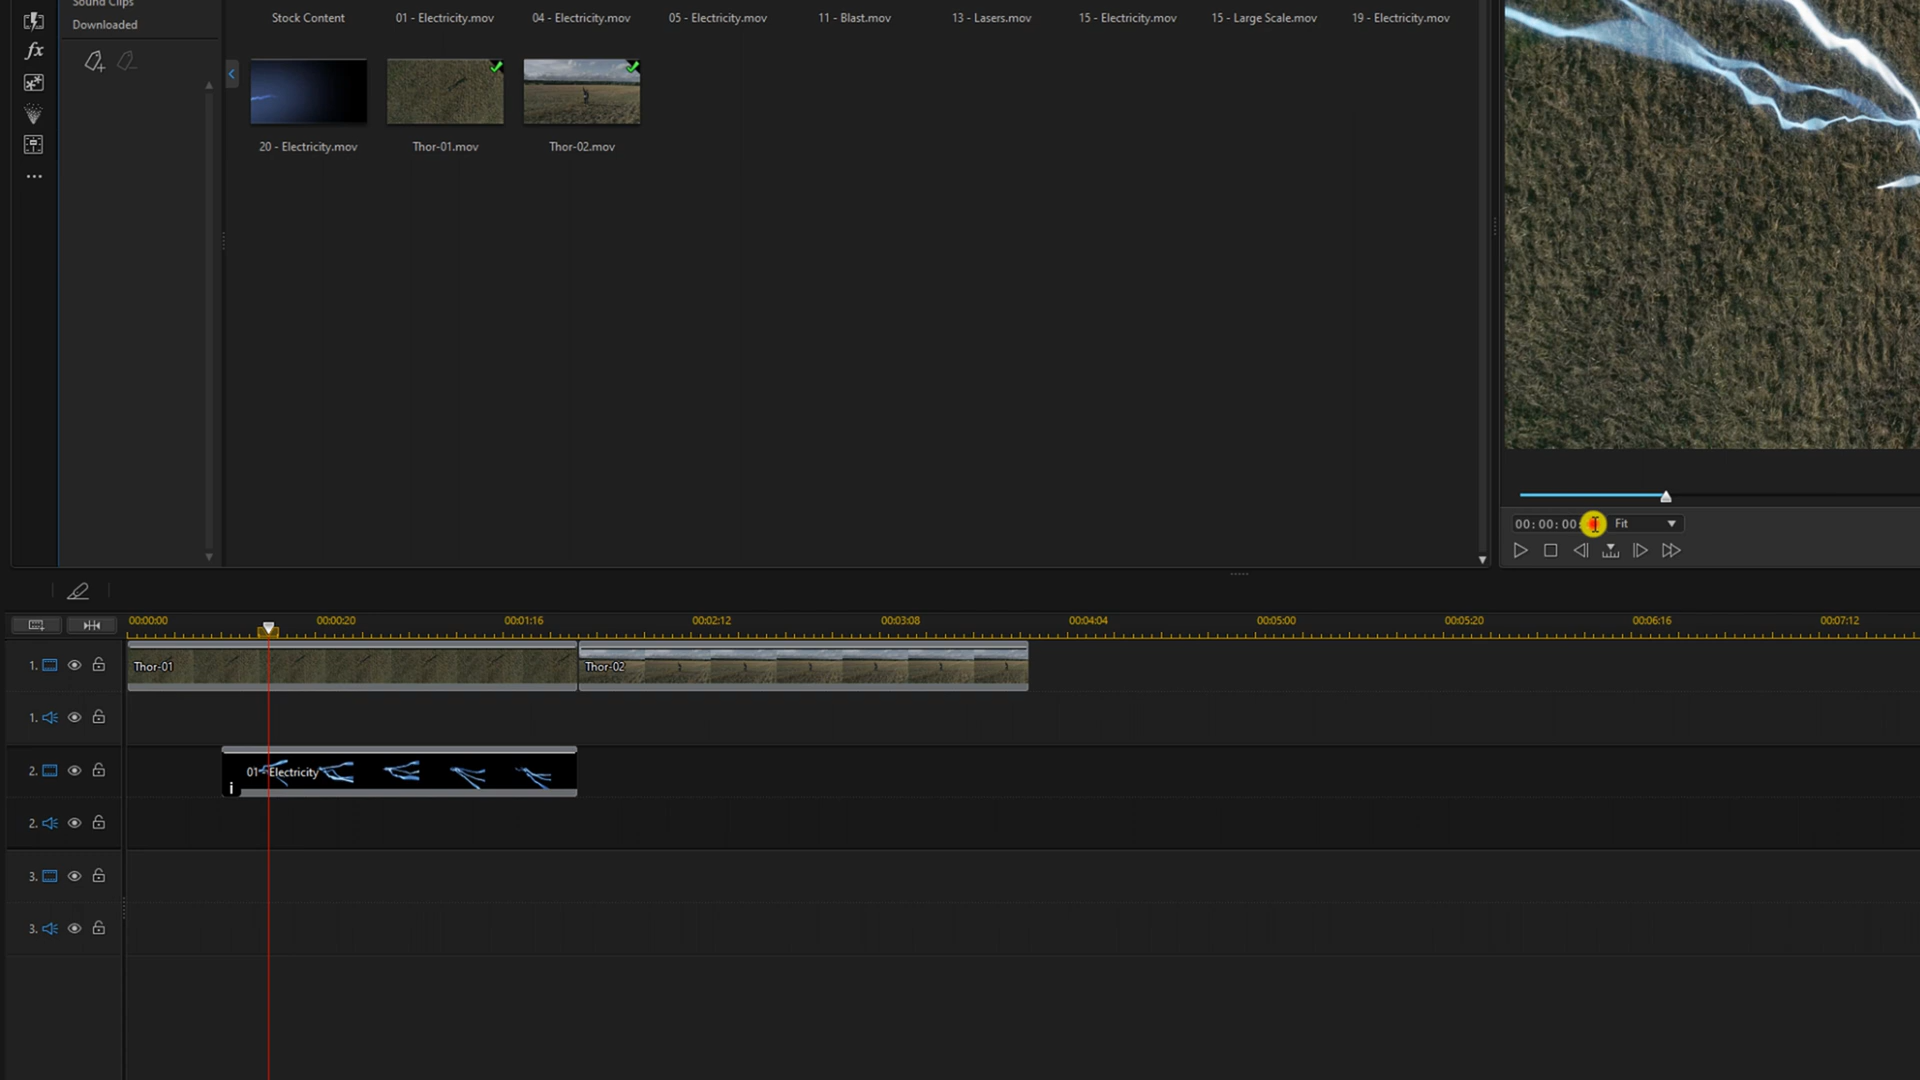 Sound Clips
Downloaded
Stock Content
01 - Electricity.mov
04 - Electricity.mov
05 - Electricity.mov
11 - Blast.mov
13 - Lasers.mov
15 - Electricity.mov
15 - Large Scale.mov
19 - Electricity.mov
fx
20 - Electricity.mov
Thor-01.mov
Thor-02.mov
00:00:00:
Fit
00:00:00
00:00:20
00:01:16
00:02:12
00:03:08
00:04:04
00:05:00
00:05:20
00:06:16
00:07:12
1.
Thor-01
Thor-02
1.
2.
01 - Electricity
i
2.
3.
3.